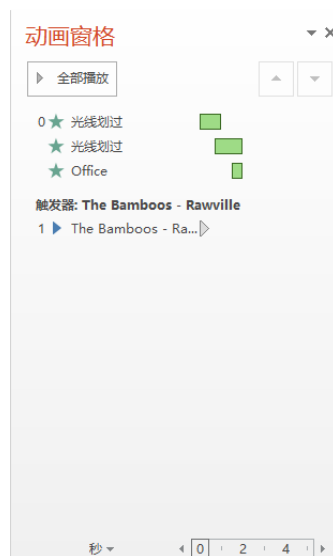 动画窗格
全部播放
0 光线划过
光线划过
Office
触发器: The Bamboos - Rawville
1 The Bamboos - Ra...
秒 0 2 4